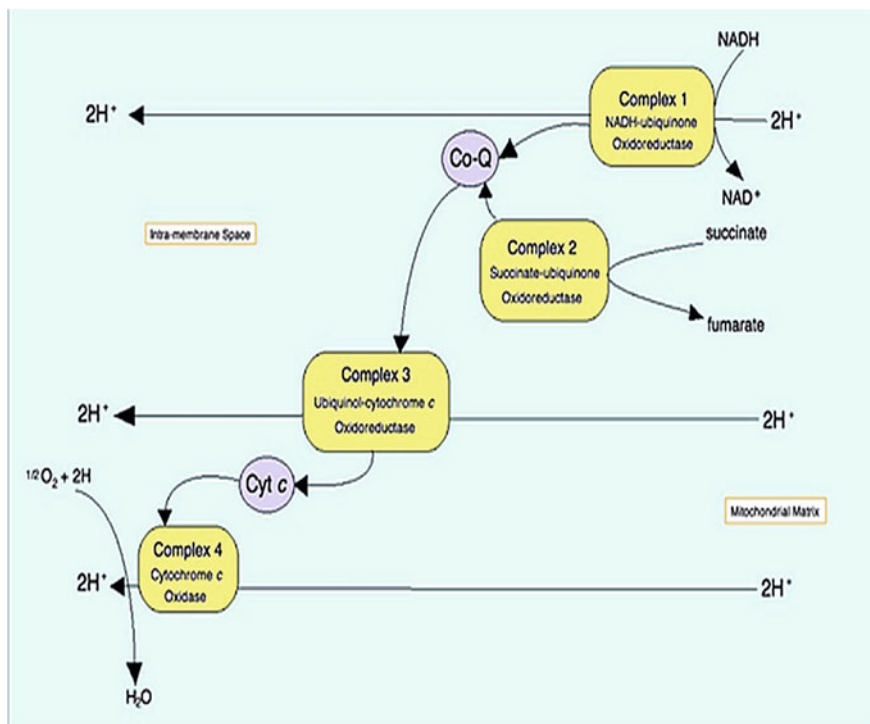 NADH
Complex 1
NADH-ubiquinone
Oxidoreductase
2H⁺
2H⁺
Co-Q
NAD⁺
Intra-membrane Space
Complex 2
Succinate-ubiquinone
Oxidoreductase
succinate
fumarate
Complex 3
Ubiquinol-cytochrome c
Oxidoreductase
2H⁺
2H⁺
1/2O₂ + 2H
Cyt c
Mitochondrial Matrix
Complex 4
Cytochrome c
Oxidase
2H⁺
2H⁺
H₂O